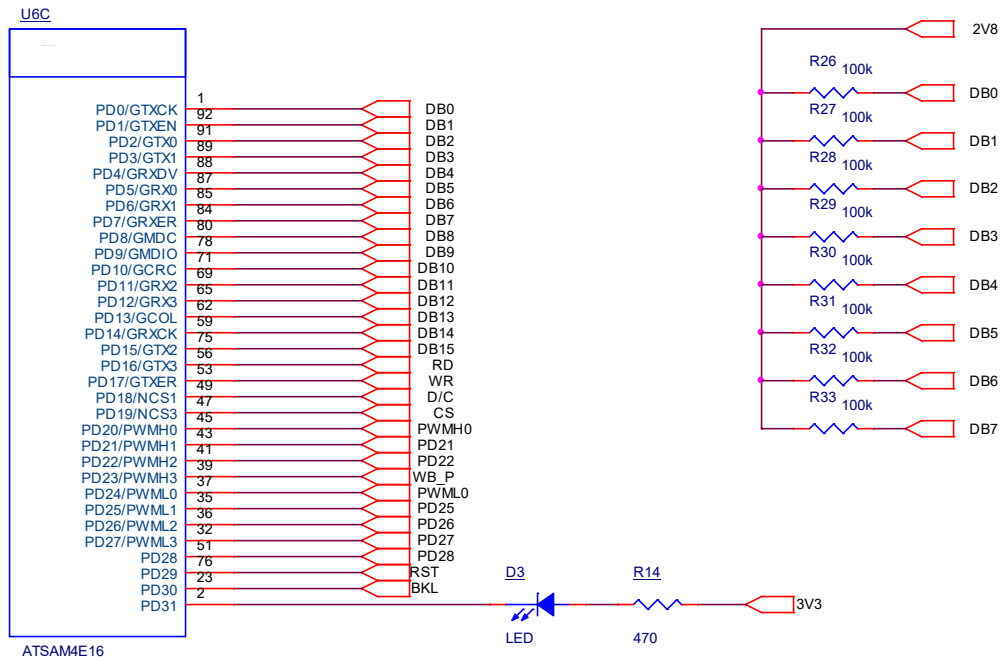 U6C
PD0/GTXCK 1 DB0
PD1/GTXEN 92 DB1
PD2/GTX0 91 DB2
PD3/GTX1 89 DB3
PD4/GRXDV 88 DB4
PD5/GRX0 87 DB5
PD6/GRX1 85 DB6
PD7/GRXER 84 DB7
PD8/GMDC 80 DB8
PD9/GMDIO 78 DB9
PD10/GCRC 71 DB10
PD11/GRX2 69 DB11
PD12/GRX3 65 DB12
PD13/GCOL 62 DB13
PD14/GRXCK 59 DB14
PD15/GTX2 75 DB15
PD16/GTX3 56 RD
PD17/GTXER 53 WR
PD18/NCS1 49 D/C
PD19/NCS3 47 CS
PD20/PWMH0 45 PWMH0
PD21/PWMH1 43 PD21
PD22/PWMH2 41 PD22
PD23/PWMH3 39 WB_P
PD24/PWML0 37 PWML0
PD25/PWML1 35 PD25
PD26/PWML2 36 PD26
PD27/PWML3 32 PD27
PD28 51 PD28
PD29 76 RST
PD30 23 BKL
PD31 2
ATSAM4E16
D3
LED
R14
470
3V3
2V8
R26 100k DB0
R27 100k DB1
R28 100k DB2
R29 100k DB3
R30 100k DB4
R31 100k DB5
R32 100k DB6
R33 100k DB7